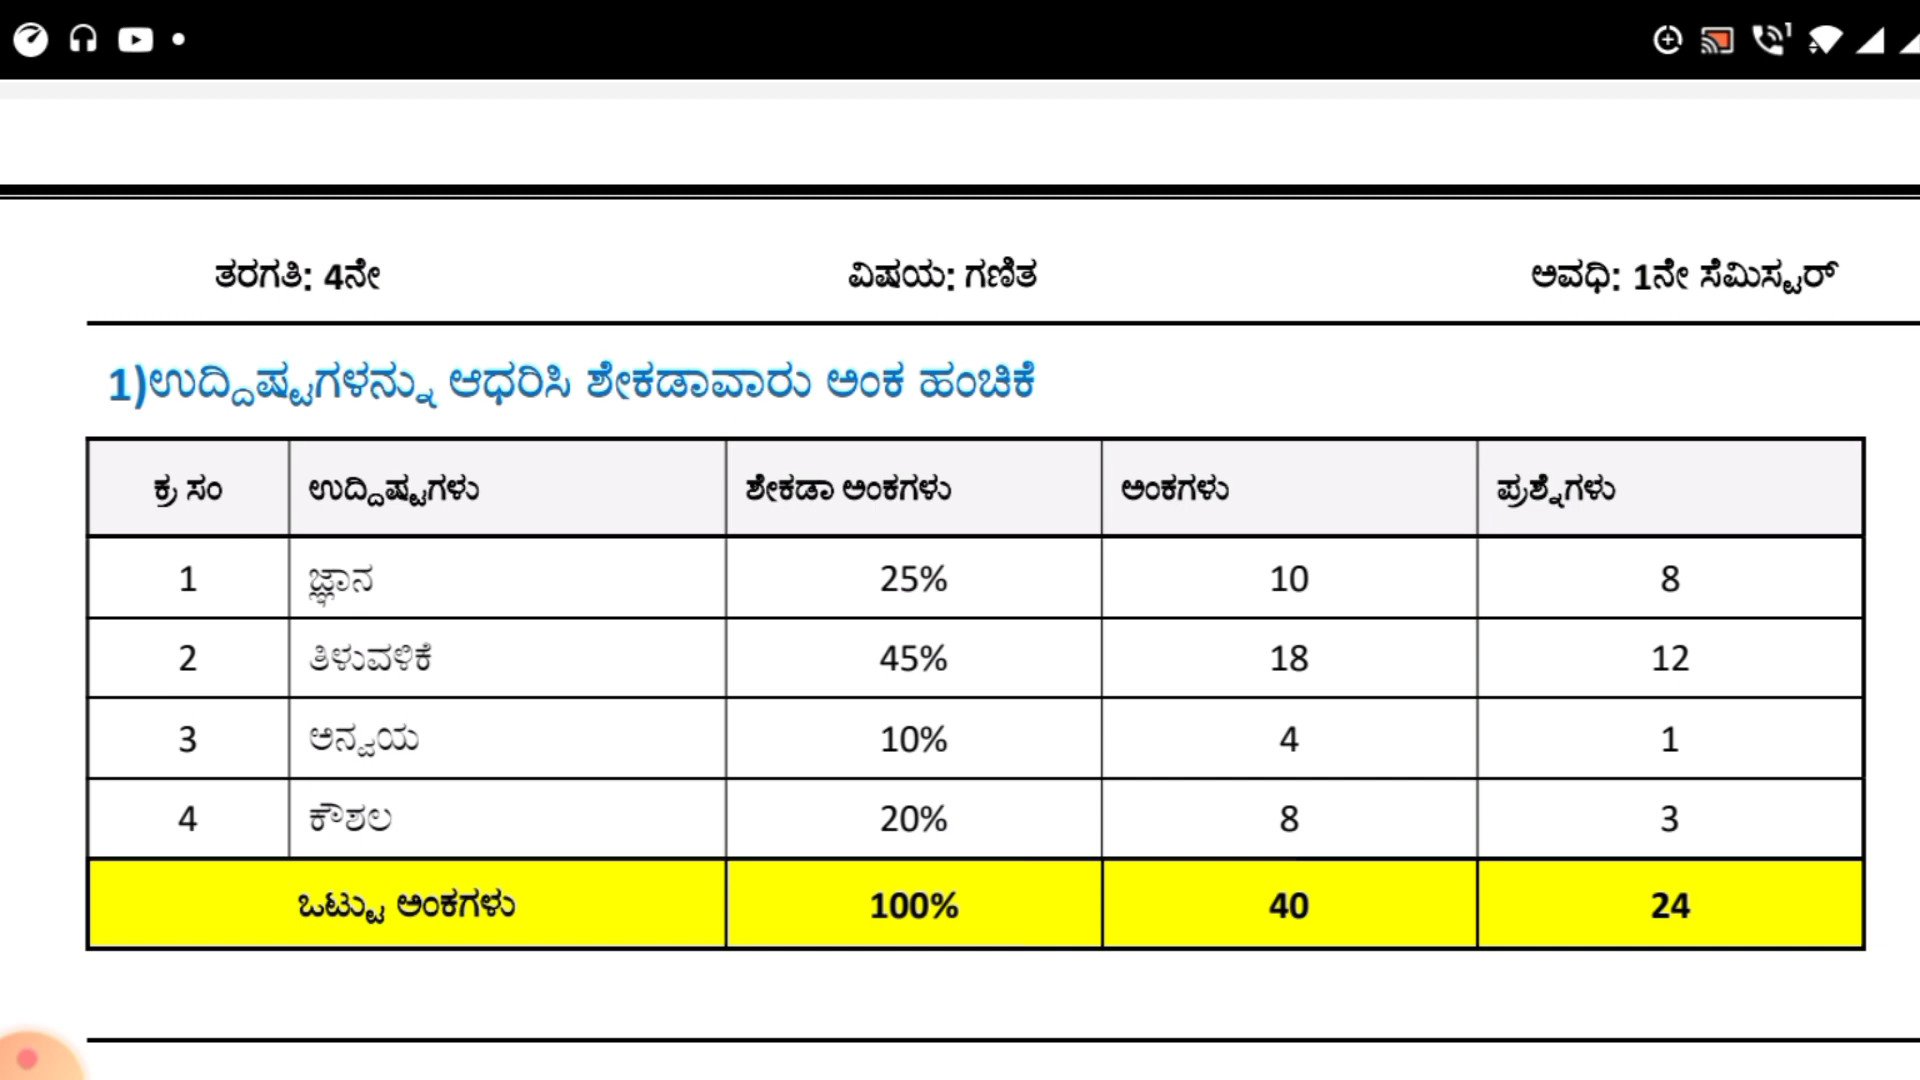 ತರಗತಿ: 4ನೇ ವಿಷಯ: ಗಣಿತ ಅವಧಿ: 1ನೇ ಸೆಮಿಸ್ಟರ್
1)ಉದ್ದಿಷ್ಟಗಳನ್ನು ಆಧರಿಸಿ ಶೇಕಡಾವಾರು ಅಂಕ ಹಂಚಿಕೆ
ಕ್ರ ಸಂ ಉದ್ದಿಷ್ಟಗಳು ಶೇಕಡಾ ಅಂಕಗಳು ಅಂಕಗಳು ಪ್ರಶ್ನೆಗಳು
1 ಜ್ಞಾನ 25% 10 8
2 ತಿಳುವಳಿಕೆ 45% 18 12
3 ಅನ್ವಯ 10% 4 1
4 ಕೌಶಲ 20% 8 3
ಒಟ್ಟು ಅಂಕಗಳು 100% 40 24